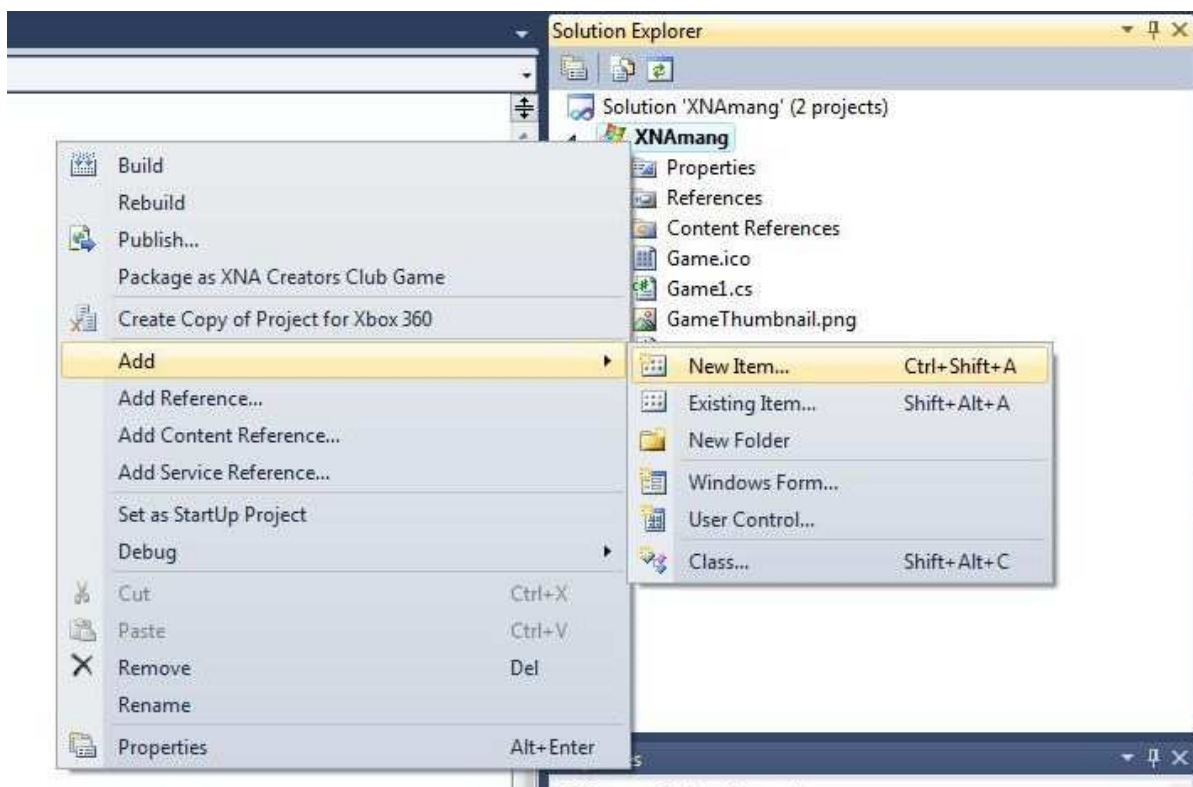 Solution Explorer
Solution 'XNAmang' (2 projects)
XNAmang
Properties
References
Content References
Game.ico
Game1.cs
GameThumbnail.png
Build
Rebuild
Publish...
Package as XNA Creators Club Game
Create Copy of Project for Xbox 360
Add
Add Reference...
Add Content Reference...
Add Service Reference...
Set as StartUp Project
Debug
Cut Ctrl+X
Paste Ctrl+V
Remove Del
Rename
Properties Alt+Enter
New Item... Ctrl+Shift+A
Existing Item... Shift+Alt+A
New Folder
Windows Form...
User Control...
Class... Shift+Alt+C